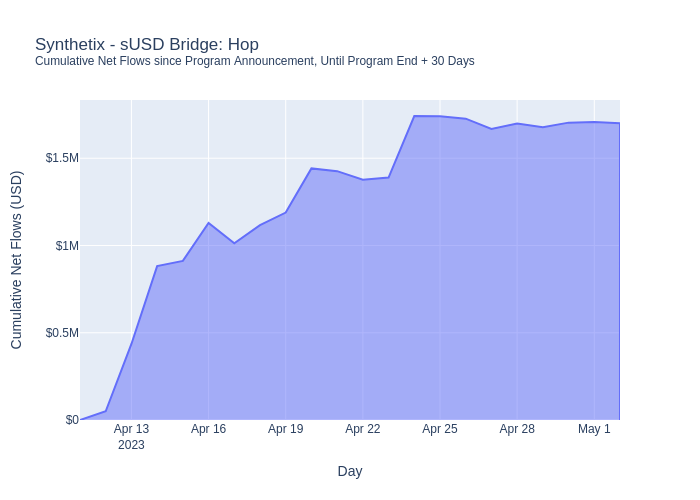 Synthetix - sUSD Bridge: Hop
Cumulative Net Flows since Program Announcement, Until Program End + 30 Days
Cumulative Net Flows (USD)
$1.5M
$1M
$0.5M
$0
Apr 13
2023
Apr 16
Apr 19
Apr 22
Apr 25
Apr 28
May 1
Day